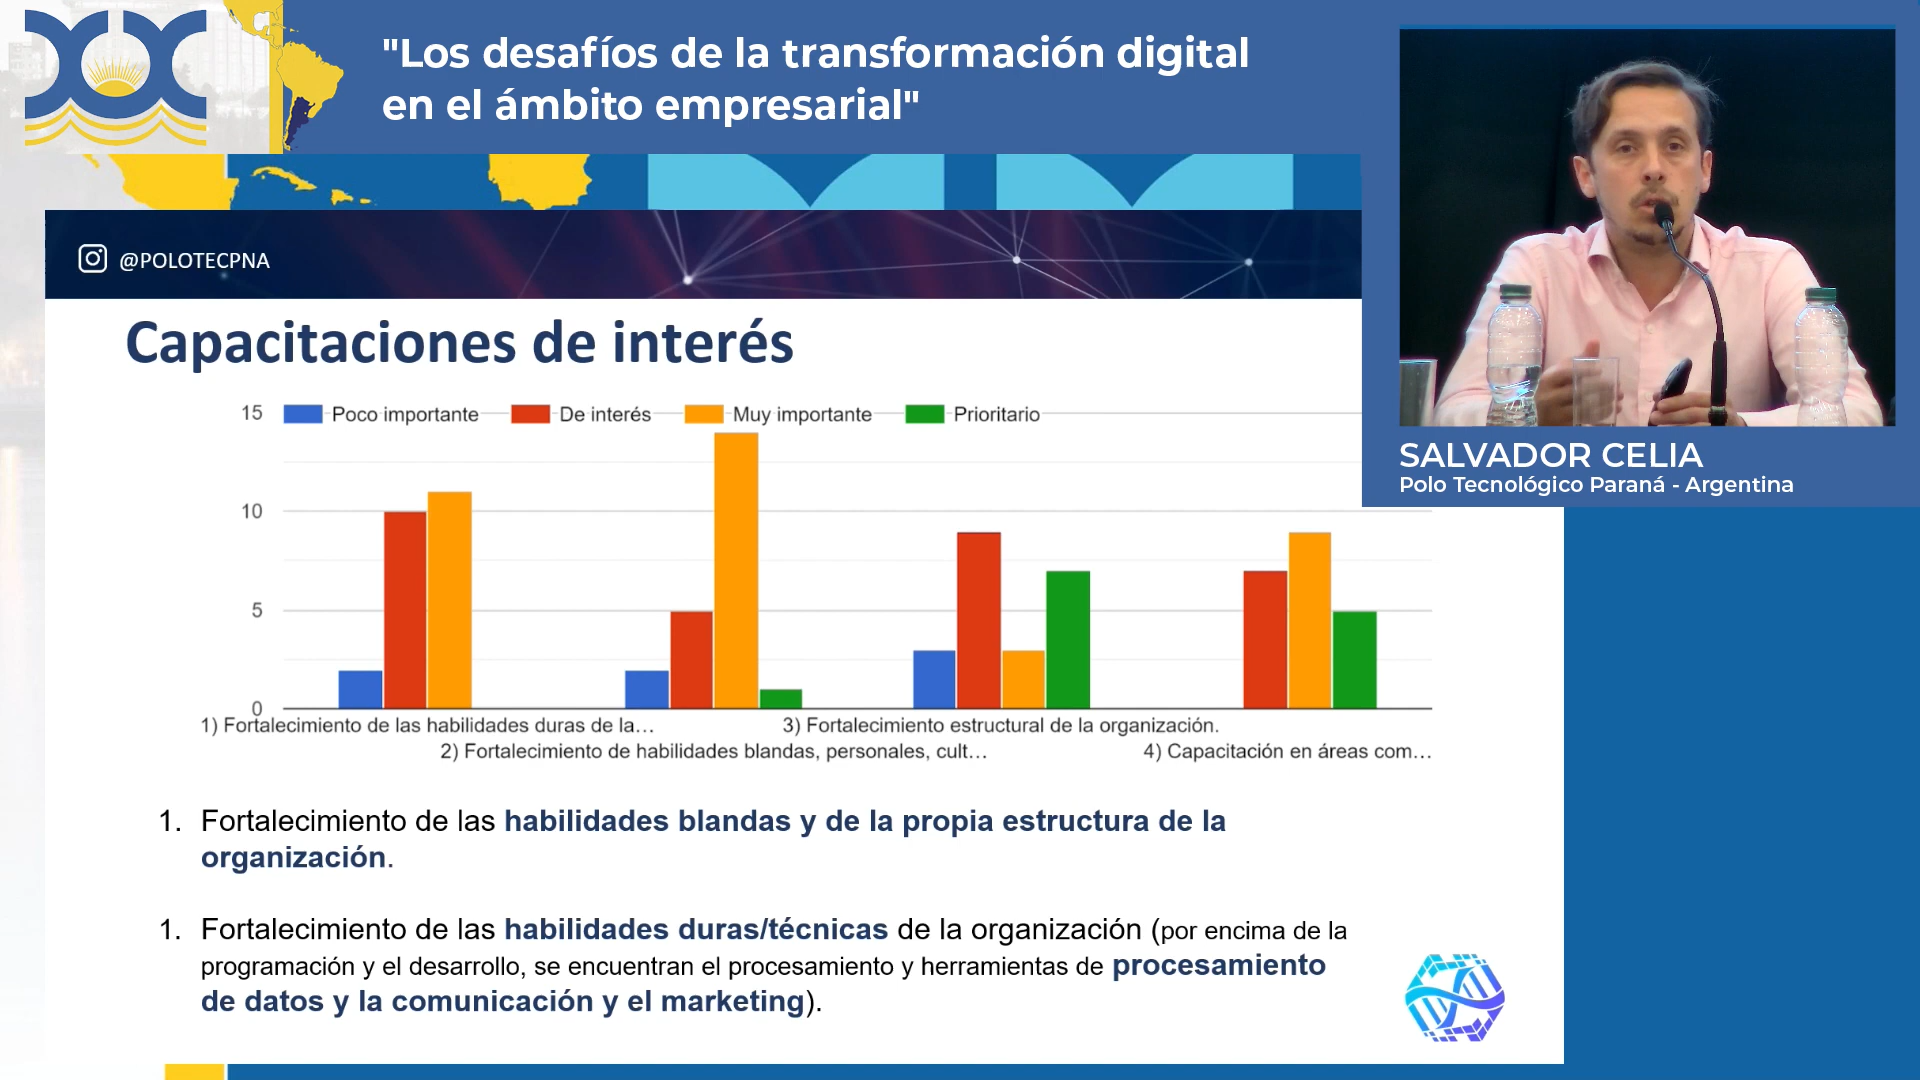 "Los desafíos de la transformación digital
en el ámbito empresarial"
@POLOTECPNA
Capacitaciones de interés
15
Poco importante
De interés
Muy importante
Prioritario
10
5
0
1) Fortalecimiento de las habilidades duras de la...
3) Fortalecimiento estructural de la organización.
2) Fortalecimiento de habilidades blandas, personales, cult...
4) Capacitación en áreas com...
1. Fortalecimiento de las habilidades blandas y de la propia estructura de la
organización.
1. Fortalecimiento de las habilidades duras/técnicas de la organización (por encima de la
programación y el desarrollo, se encuentran el procesamiento y herramientas de procesamiento
de datos y la comunicación y el marketing).
SALVADOR CELIA
Polo Tecnológico Paraná - Argentina